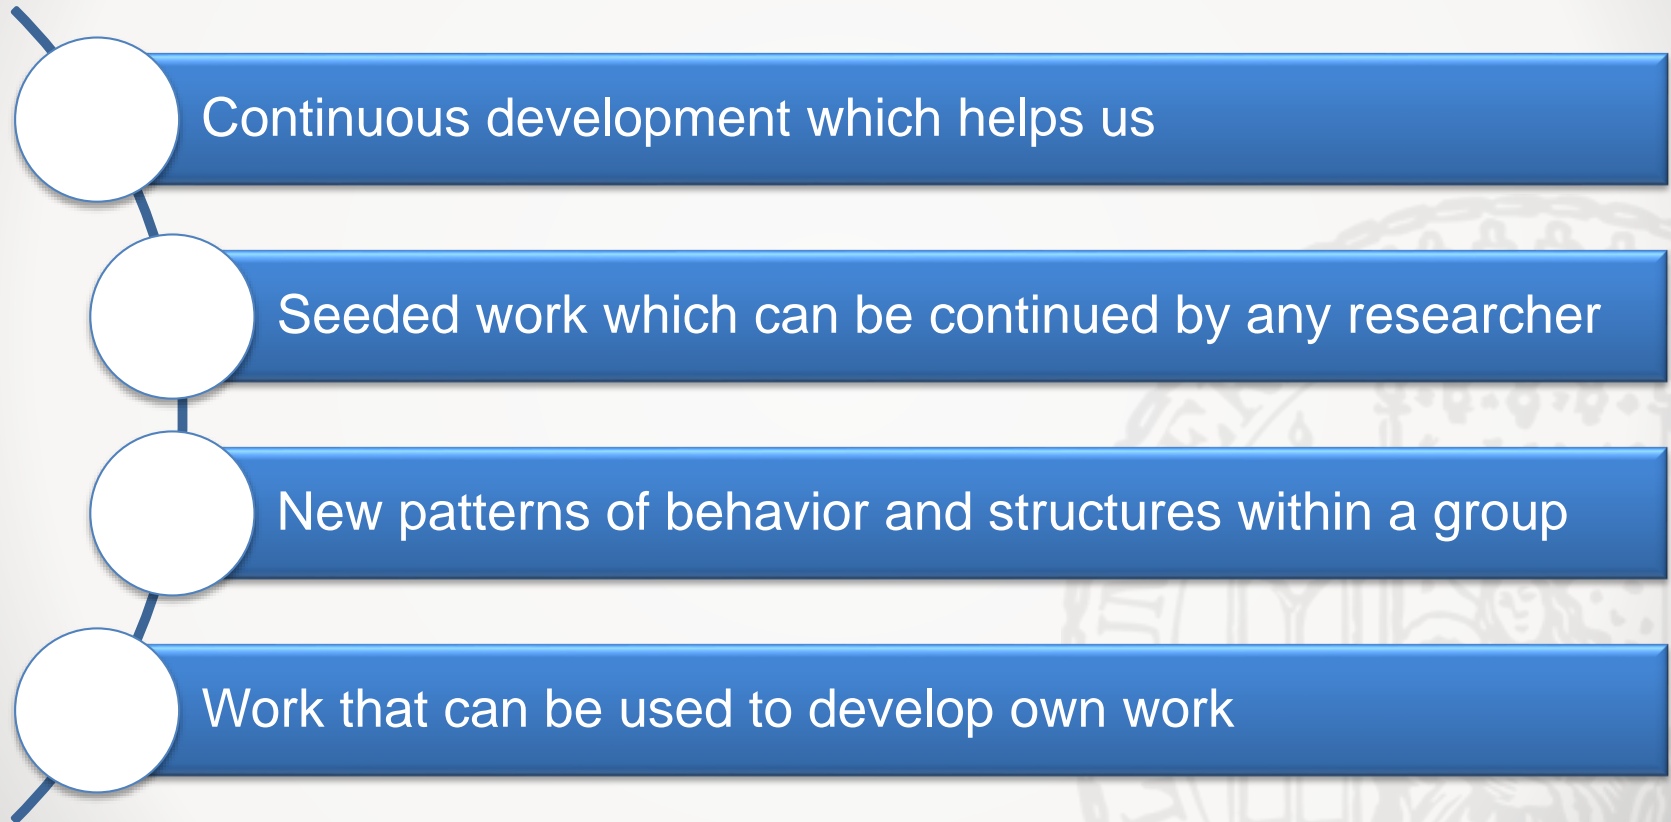 Continuous development which helps us
Seeded work which can be continued by any researcher
New patterns of behavior and structures within a group
Work that can be used to develop own work